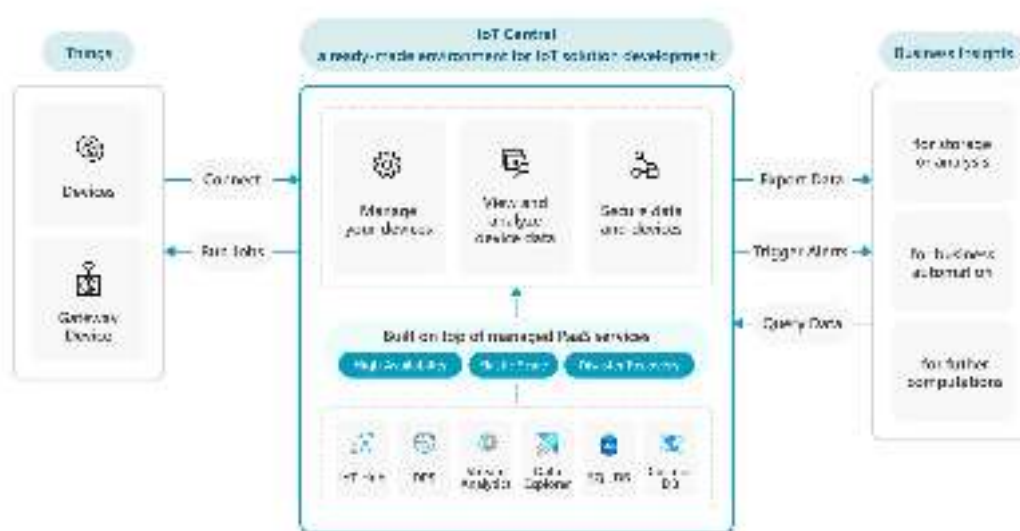 Things
IoT Central
a ready-made environment for IoT solution development
Business Insights
Devices
Gateway
Device
Connect
Run Jobs
Manage
your devices
View and
analyze
device data
Secure data
and devices
Built on top of managed PaaS services
High Availability
Elastic Scale
Disaster Recovery
IoT Hub
DPS
Stream
Analytics
Data
Explorer
SQL DB
Cosmos
DB
Export Data
Trigger Alerts
Query Data
for storage
or analysis
for business
automation
for futher
computations